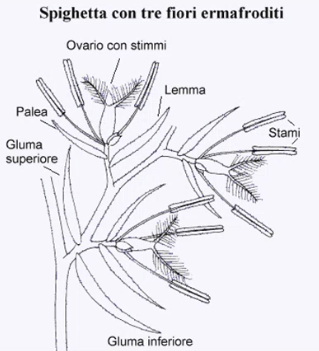 Spighetta con tre fiori ermafroditi
Ovario con stimmi
Lemma
Palea
Stami
Gluma
superiore
Gluma inferiore